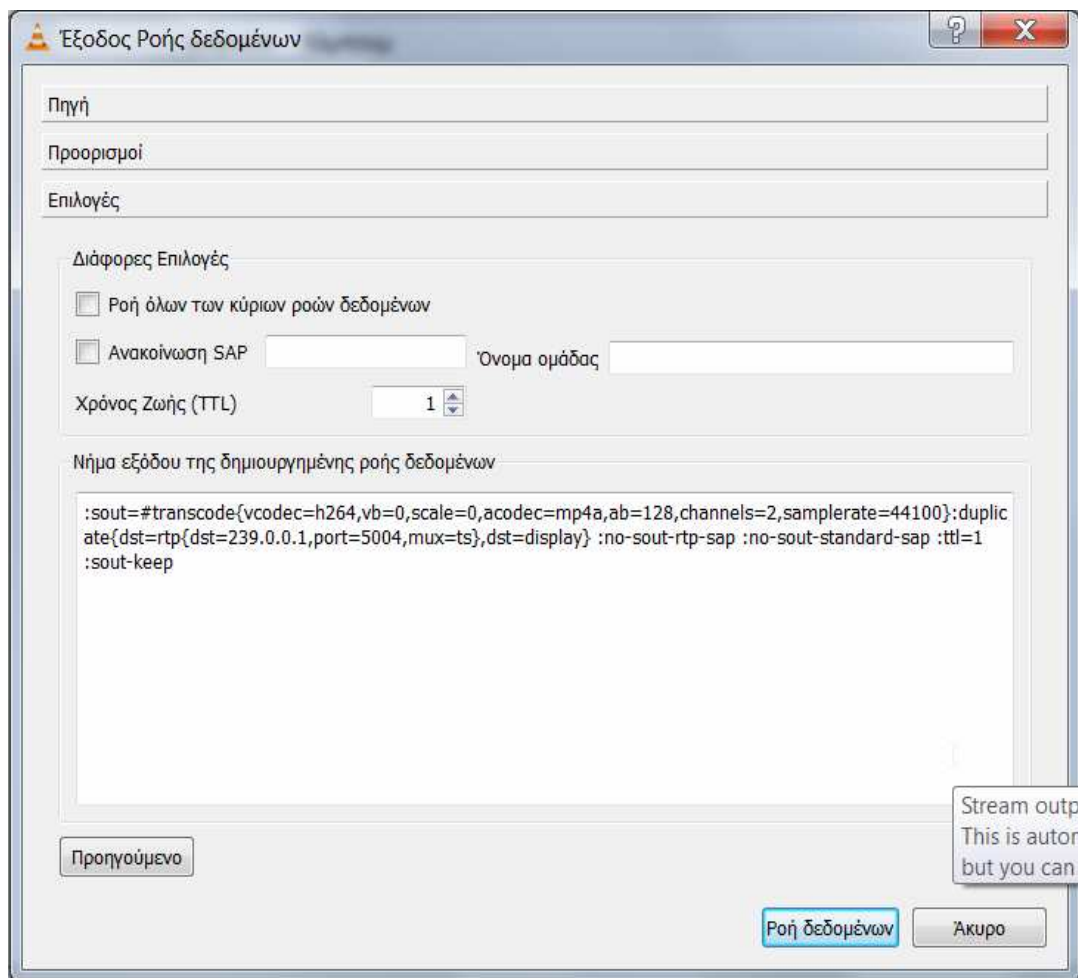 Έξοδος Ροής δεδομένων
Πηγή
Προορισμοί
Επιλογές
Διάφορες Επιλογές
Ροή όλων των κύριων ροών δεδομένων
Ανακοίνωση SAP
Όνομα ομάδας
Χρόνος Ζωής (TTL)
1
Νήμα εξόδου της δημιουργημένης ροής δεδομένων
:sout=#transcode{vcodec=h264,vb=0,scale=0,acodec=mp4a,ab=128,channels=2,samplerate=44100}:duplic
ate{dst=rtp{dst=239.0.0.1,port=5004,mux=ts},dst=display} :no-sout-rtp-sap :no-sout-standard-sap :ttl=1
:sout-keep
Stream outp
This is autor
but you can
Προηγούμενο
Ροή δεδομένων
Άκυρο